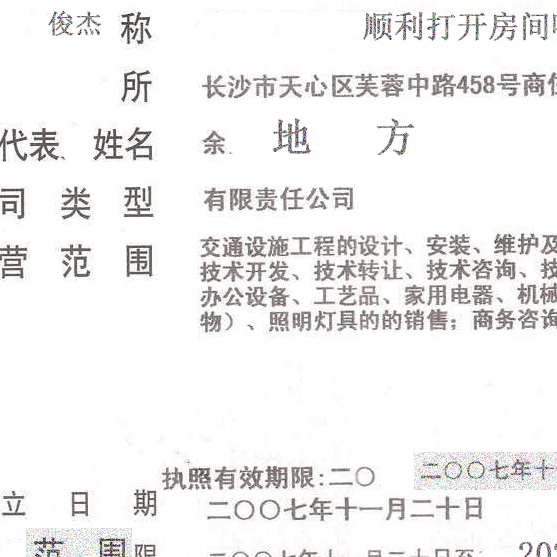 俊杰 称 顺利打开房间
所 长沙市天心区芙蓉中路458号商
代表、姓名 余 地 方
司 类 型 有限责任公司
营 范 围 交通设施工程的设计、安装、维护及
技术开发、技术转让、技术咨询、技
办公设备、工艺品、家用电器、机械
物）、照明灯具的的销售；商务咨询
执照有效期限:二〇 二〇〇七年十
立 日 期 二〇〇七年十一月二十日
范 围限 二〇〇七年十一月二十日至